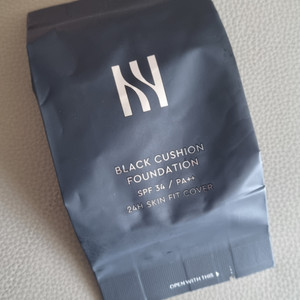 BLACK CUSHION
FOUNDATION
SPF 34 / PA++
24H SKIN FIT COVER
OPEN WITH THIS